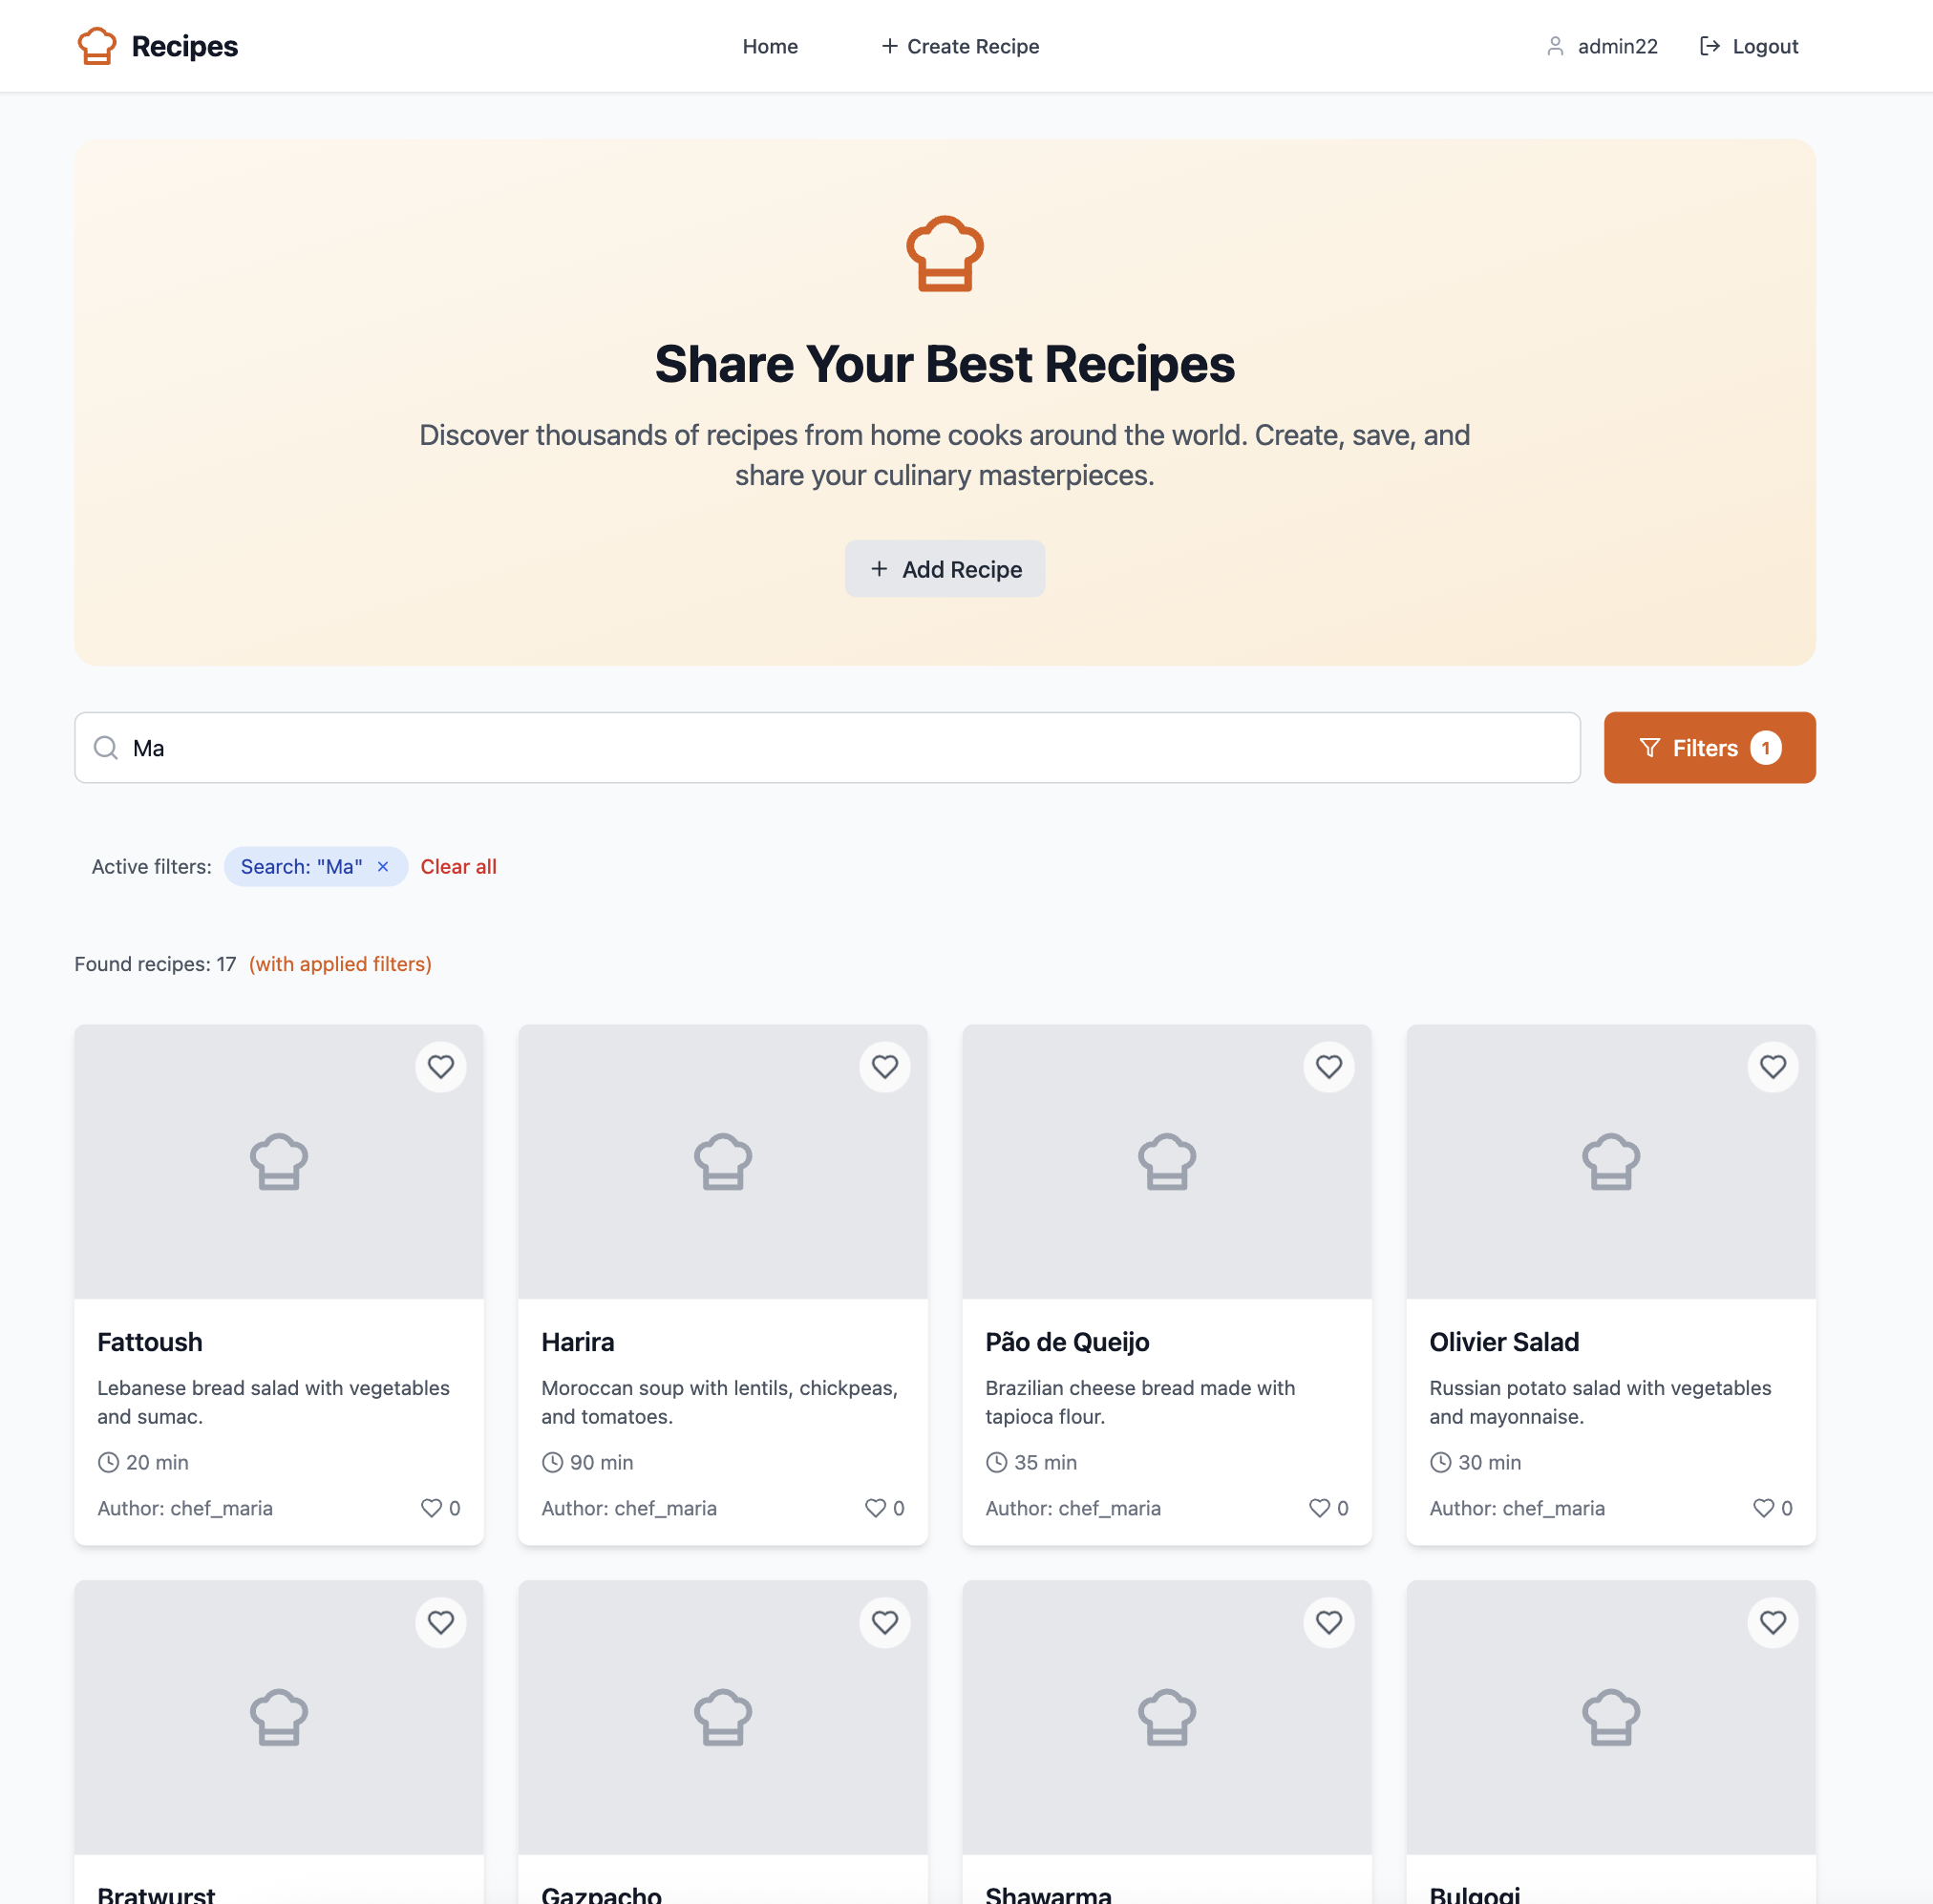 Recipes
Home
Create Recipe
admin22
Logout
Share Your Best Recipes
Discover thousands of recipes from home cooks around the world. Create, save, and
share your culinary masterpieces.
Add Recipe
Ma
Filters 1
Active filters: Search: "Ma" × Clear all
Found recipes: 17 (with applied filters)
Fattoush
Lebanese bread salad with vegetables
and sumac.
20 min
Author: chef_maria 0
Harira
Moroccan soup with lentils, chickpeas,
and tomatoes.
90 min
Author: chef_maria 0
Pão de Queijo
Brazilian cheese bread made with
tapioca flour.
35 min
Author: chef_maria 0
Olivier Salad
Russian potato salad with vegetables
and mayonnaise.
30 min
Author: chef_maria 0
Bratwurst
Gazpacho
Shawarma
Bulgogi